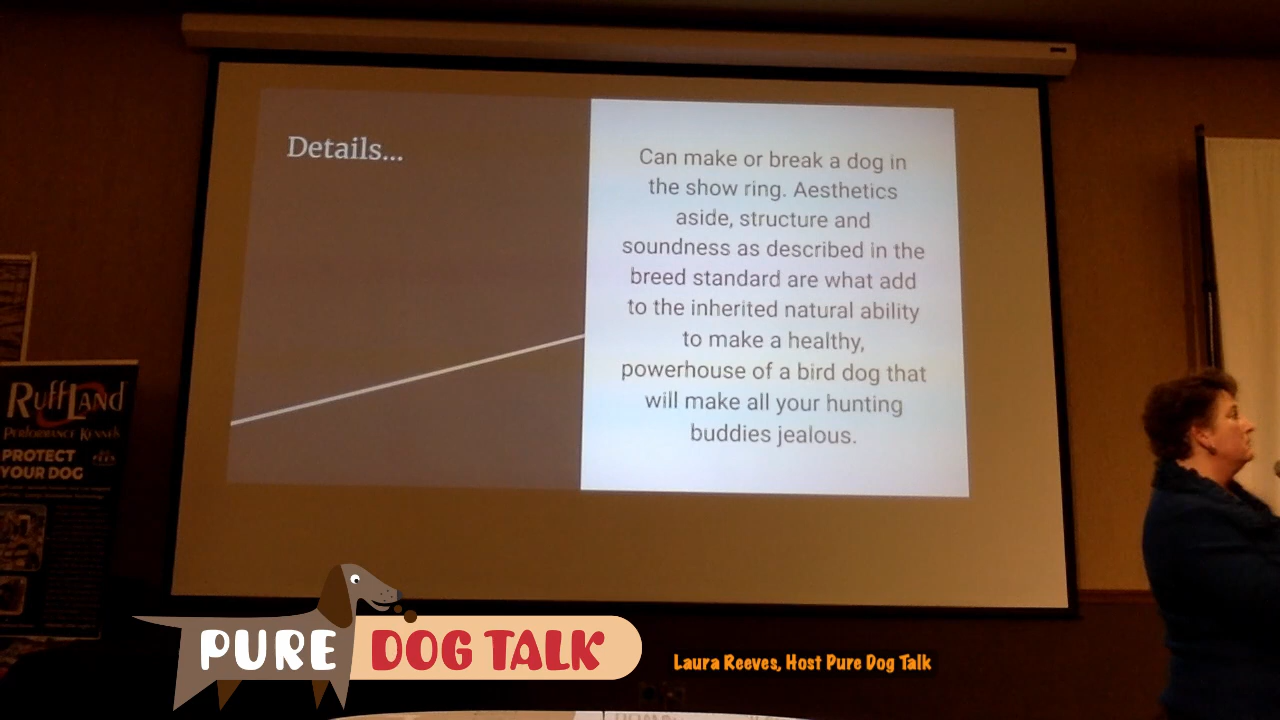 Details...
Can make or break a dog in
the show ring. Aesthetics
aside, structure and
soundness as described in the
breed standard are what add
to the inherited natural ability
to make a healthy,
powerhouse of a bird dog that
will make all your hunting
buddies jealous.
RUFFLAND
PERFORMANCE KENNELS
PROTECT
YOUR DOG
PURE DOG TALK
Laura Reeves, Host Pure Dog Talk